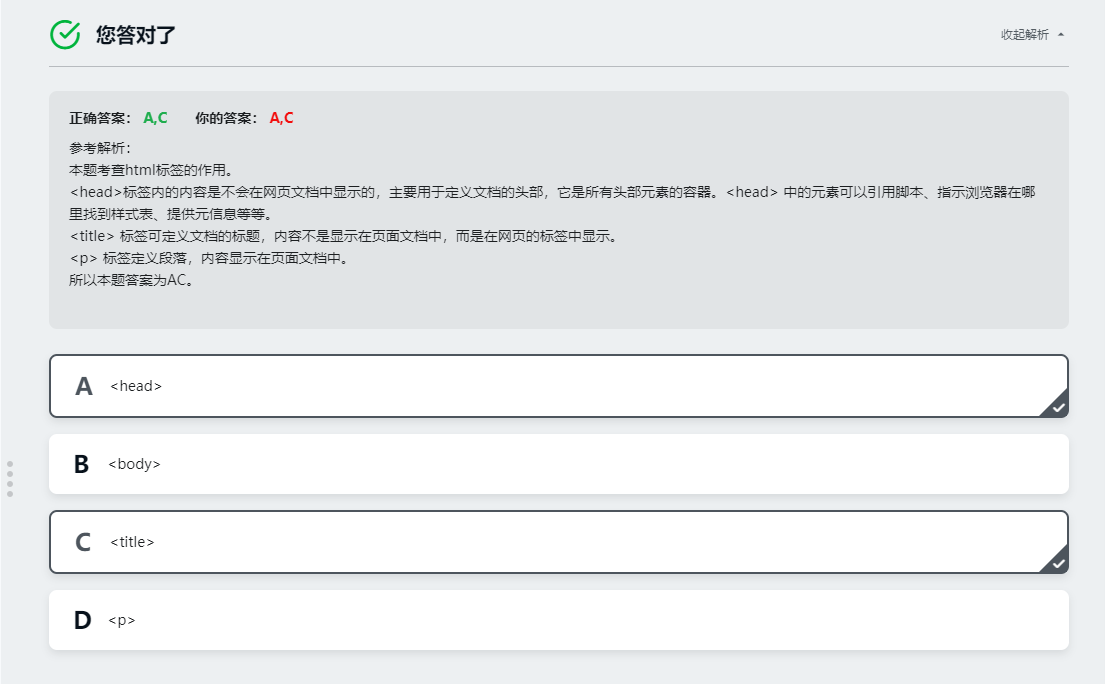 您答对了
收起解析
正确答案： A,C 你的答案： A,C
参考解析：
本题考查html标签的作用。
<head>标签内的内容是不会在网页文档中显示的，主要用于定义文档的头部，它是所有头部元素的容器。<head> 中的元素可以引用脚本、指示浏览器在哪
里找到样式表、提供元信息等等。
<title> 标签可定义文档的标题，内容不是显示在页面文档中，而是在网页的标签中显示。
<p> 标签定义段落，内容显示在页面文档中。
所以本题答案为AC。
A <head>
B <body>
C <title>
D <p>